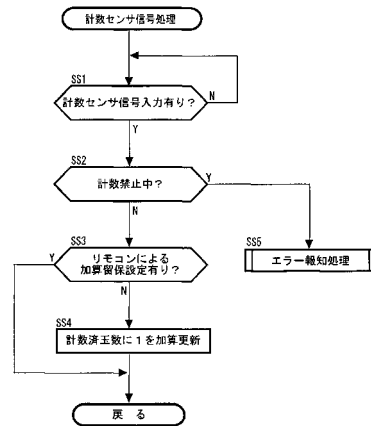 計数センサ信号処理
SS1
計数センサ信号入力有り？
N
Y
SS2
計数禁止中？
Y
N
SS3
Y
リモコンによる
加算留保設定有り？
SS5
エラー報知処理
N
SS4
計数済玉数に１を加算更新
戻 る